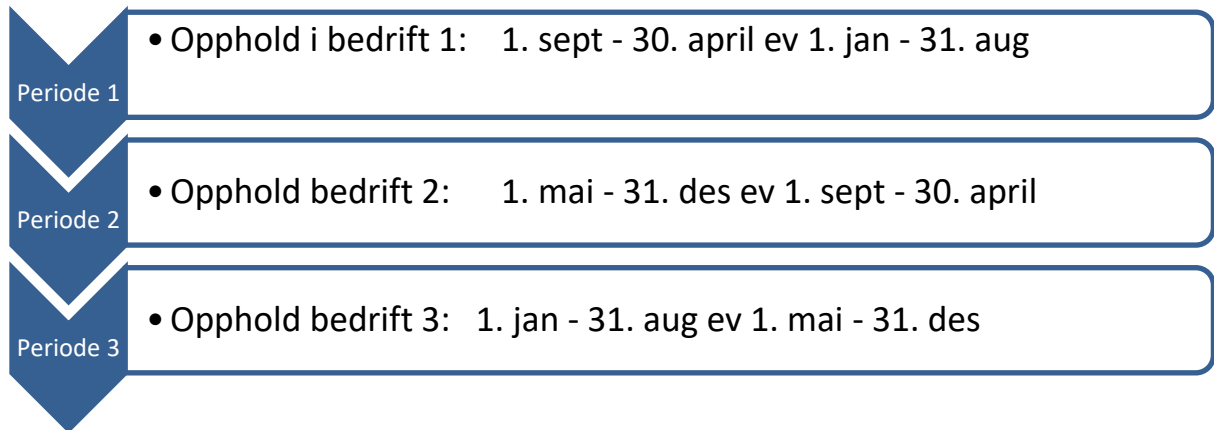 Periode 1
• Opphold i bedrift 1: 1. sept - 30. april ev 1. jan - 31. aug
Periode 2
• Opphold bedrift 2: 1. mai - 31. des ev 1. sept - 30. april
Periode 3
• Opphold bedrift 3: 1. jan - 31. aug ev 1. mai - 31. des